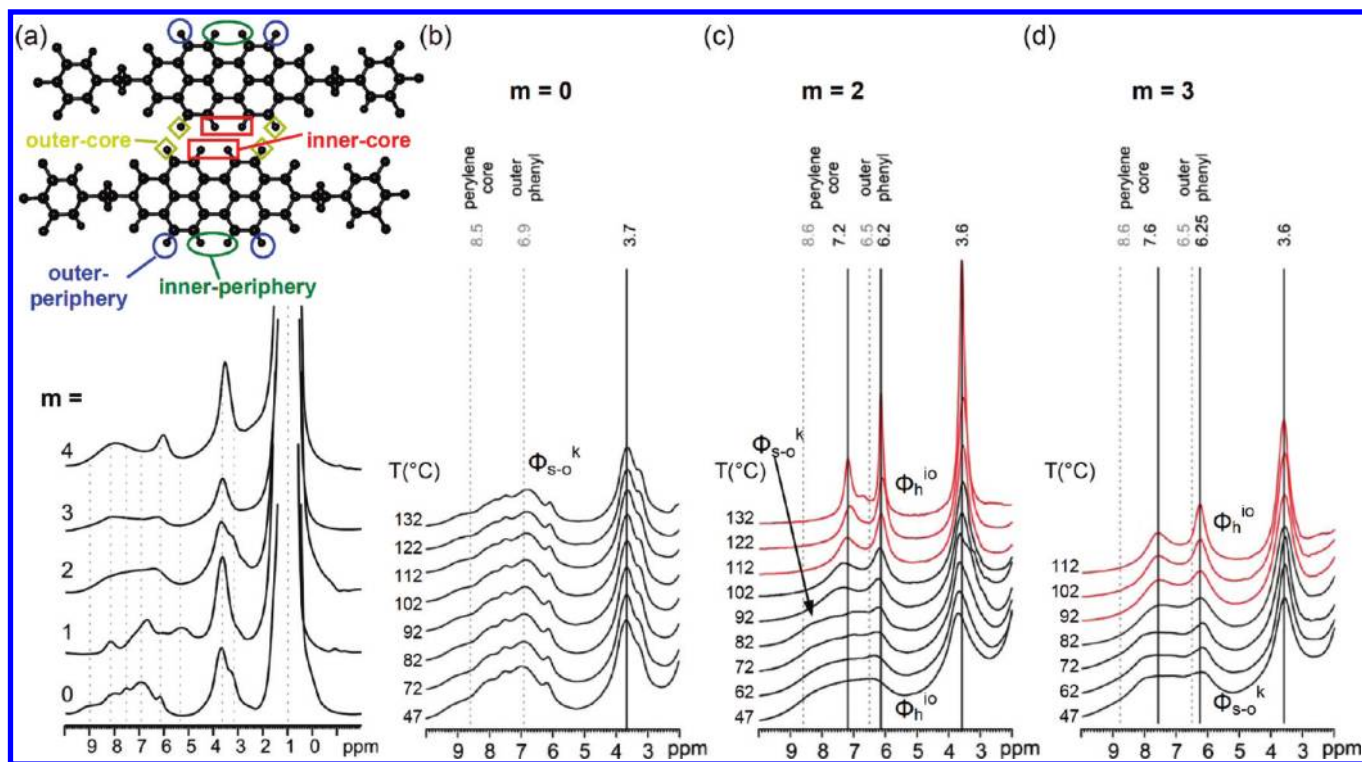 (a)
outer-core
inner-core
outer-
periphery
inner-periphery
m =
4
3
2
1
0
9 8 7 6 5 4 3 2 1 0 ppm
(b)
m = 0
perylene
core
outer
phenyl
8.5
6.9
3.7
Φs-o^k
T(°C)
132
122
112
102
92
82
72
47
9 8 7 6 5 4 3 ppm
(c)
m = 2
perylene
core
outer
phenyl
8.6
7.2
6.5
6.2
3.6
Φs-o^k
T(°C)
Φh^io
132
122
112
102
92
82
72
62
47
Φh^io
9 8 7 6 5 4 3 ppm
(d)
m = 3
perylene
core
outer
phenyl
8.6
7.6
6.5
6.25
3.6
T(°C)
Φh^io
112
102
92
82
72
62
47
Φs-o^k
9 8 7 6 5 4 3 ppm